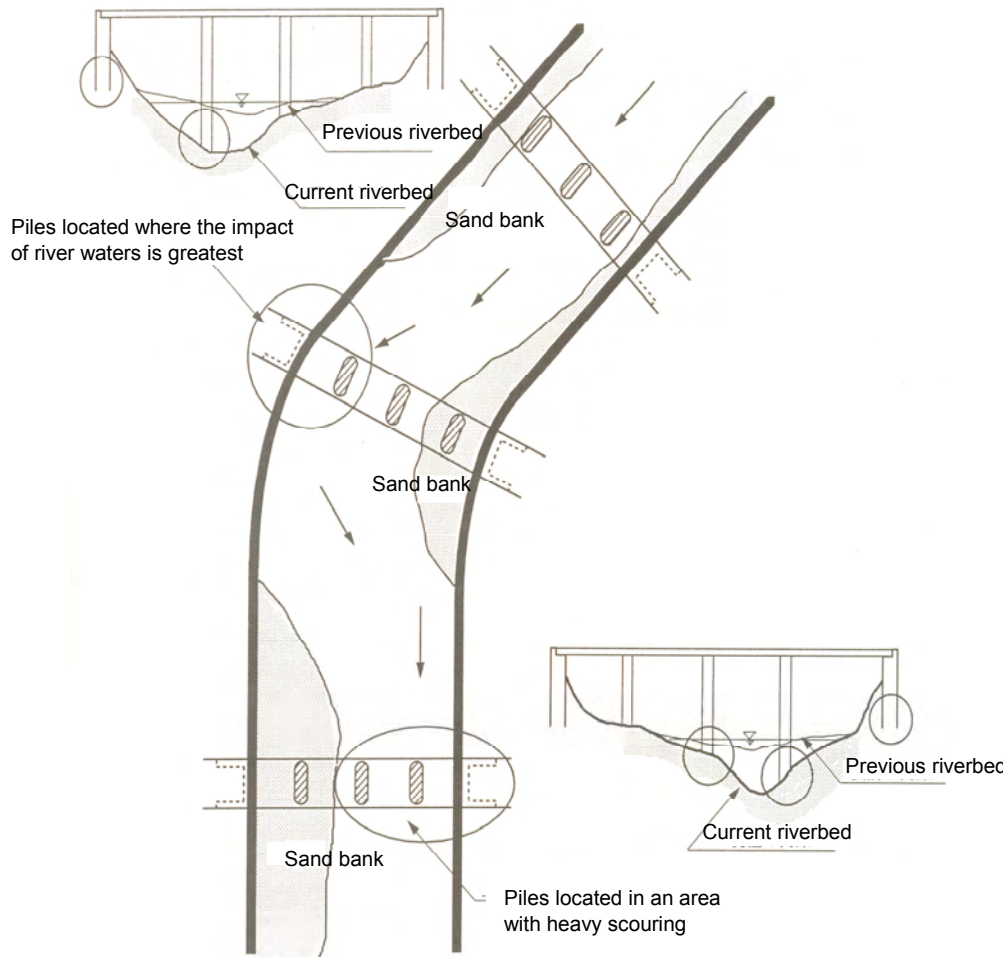 Previous riverbed
Current riverbed
Piles located where the impact
of river waters is greatest
Sand bank
Sand bank
Previous riverbed
Current riverbed
Sand bank
Piles located in an area
with heavy scouring